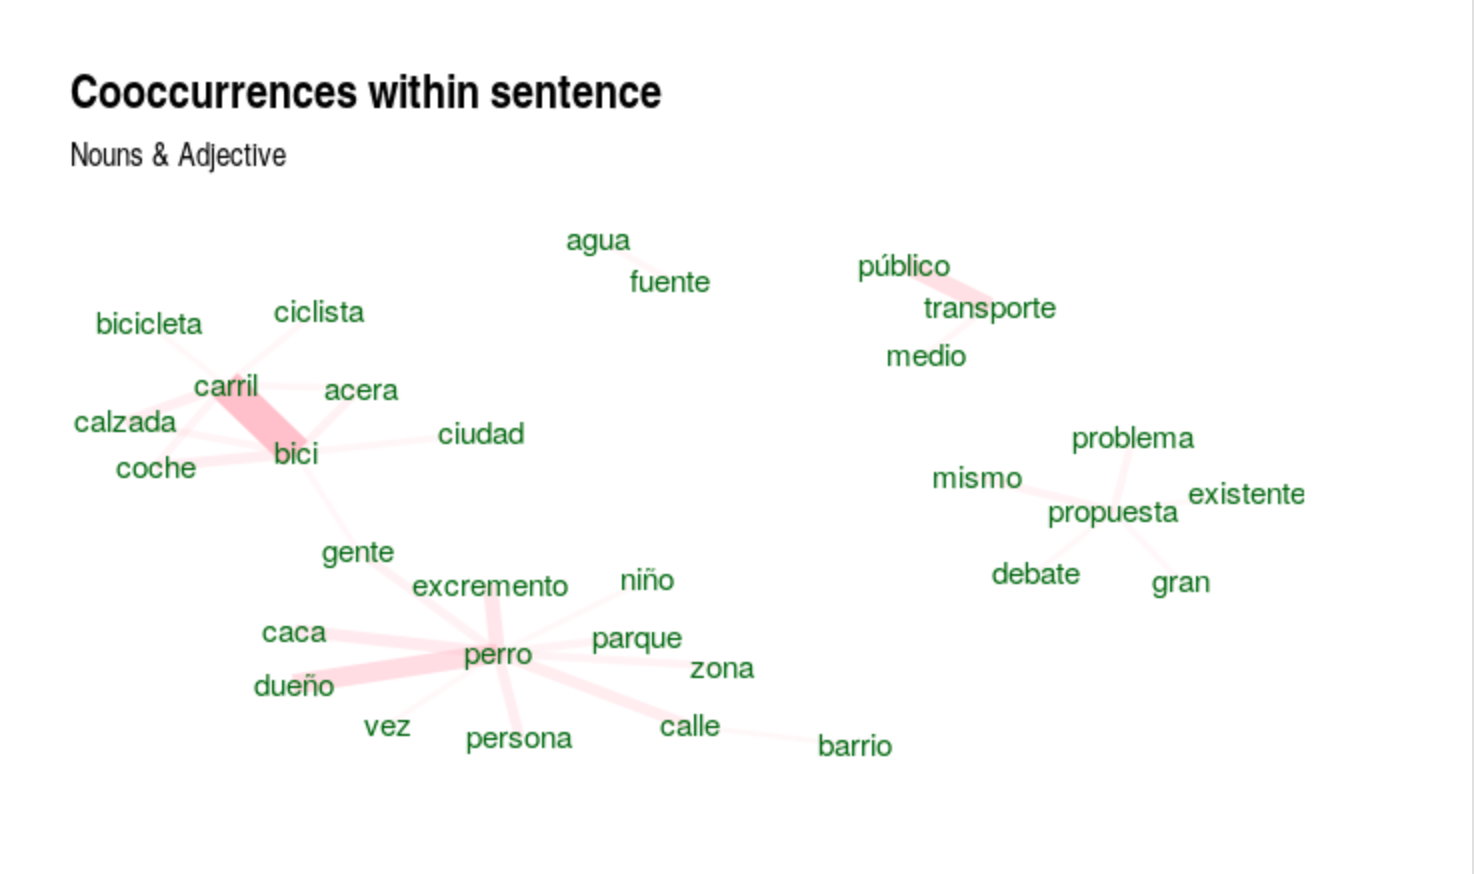 Cooccurrences within sentence
Nouns & Adjective
agua
fuente
público
transporte
medio
bicicleta
ciclista
carril
acera
calzada
ciudad
bici
coche
problema
mismo
existente
propuesta
debate
gran
gente
excremento
niño
caca
parque
perro
zona
dueño
vez
persona
calle
barrio